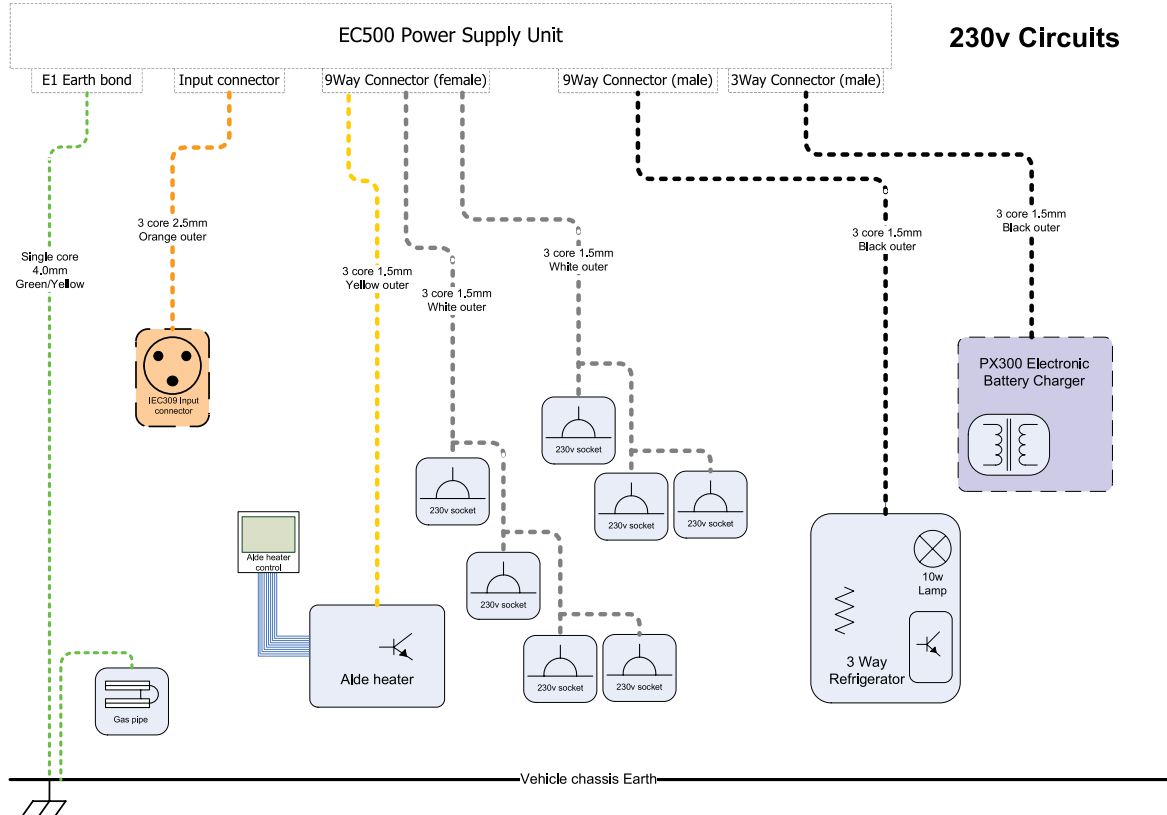 EC500 Power Supply Unit
230v Circuits
E1 Earth bond
Input connector
9Way Connector (female)
9Way Connector (male)
3Way Connector (male)
Single core
4.0mm
Green/Yellow
3 core 2.5mm
Orange outer
3 core 1.5mm
Yellow outer
3 core 1.5mm
White outer
3 core 1.5mm
White outer
3 core 1.5mm
Black outer
3 core 1.5mm
Black outer
IEC309 Input
connector
PX300 Electronic
Battery Charger
230v socket
230v socket
230v socket
230v socket
230v socket
230v socket
230v socket
Alde heater
control
Alde heater
10w
Lamp
3 Way
Refrigerator
Gas pipe
Vehicle chassis Earth